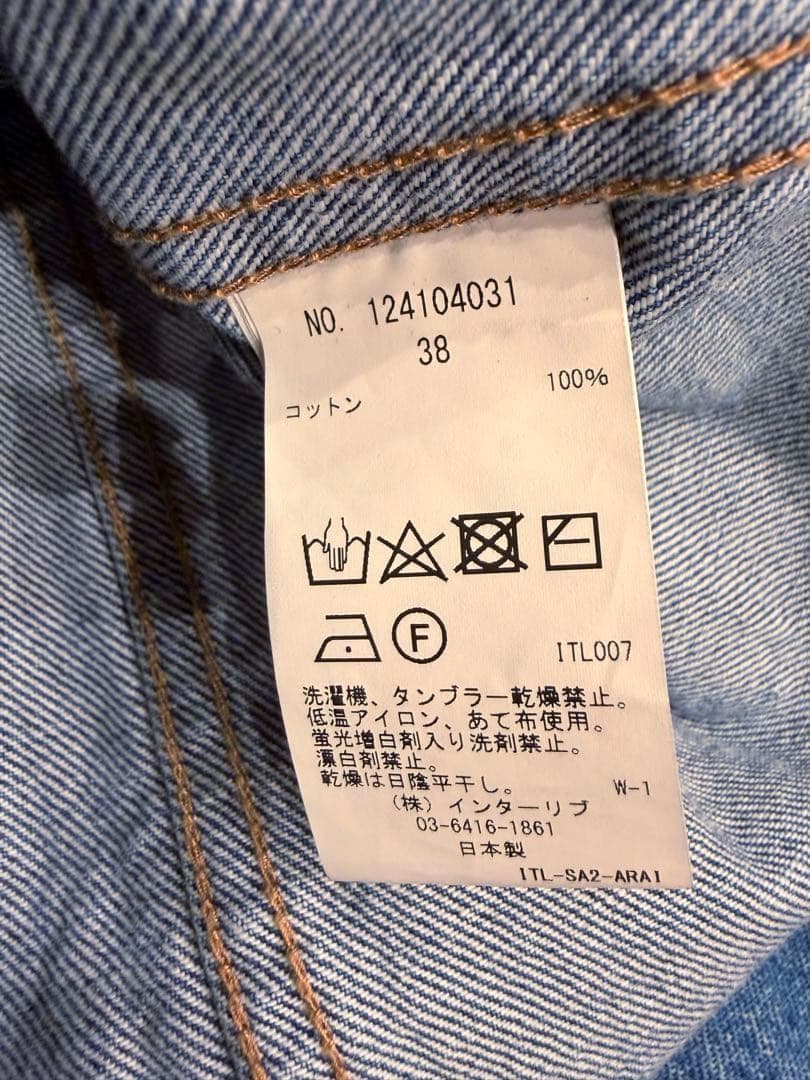 NO. 124104031
38
コットン 100%
F
ITL007
洗濯機、タンブラー乾燥禁止。
低温アイロン、あて布使用。
蛍光増白剤入り洗剤禁止。
漂白剤禁止。
乾燥は日陰平干し。 W-1
(株) インターリブ
03-6416-1861
日本製
ITL-SA2-ARAI